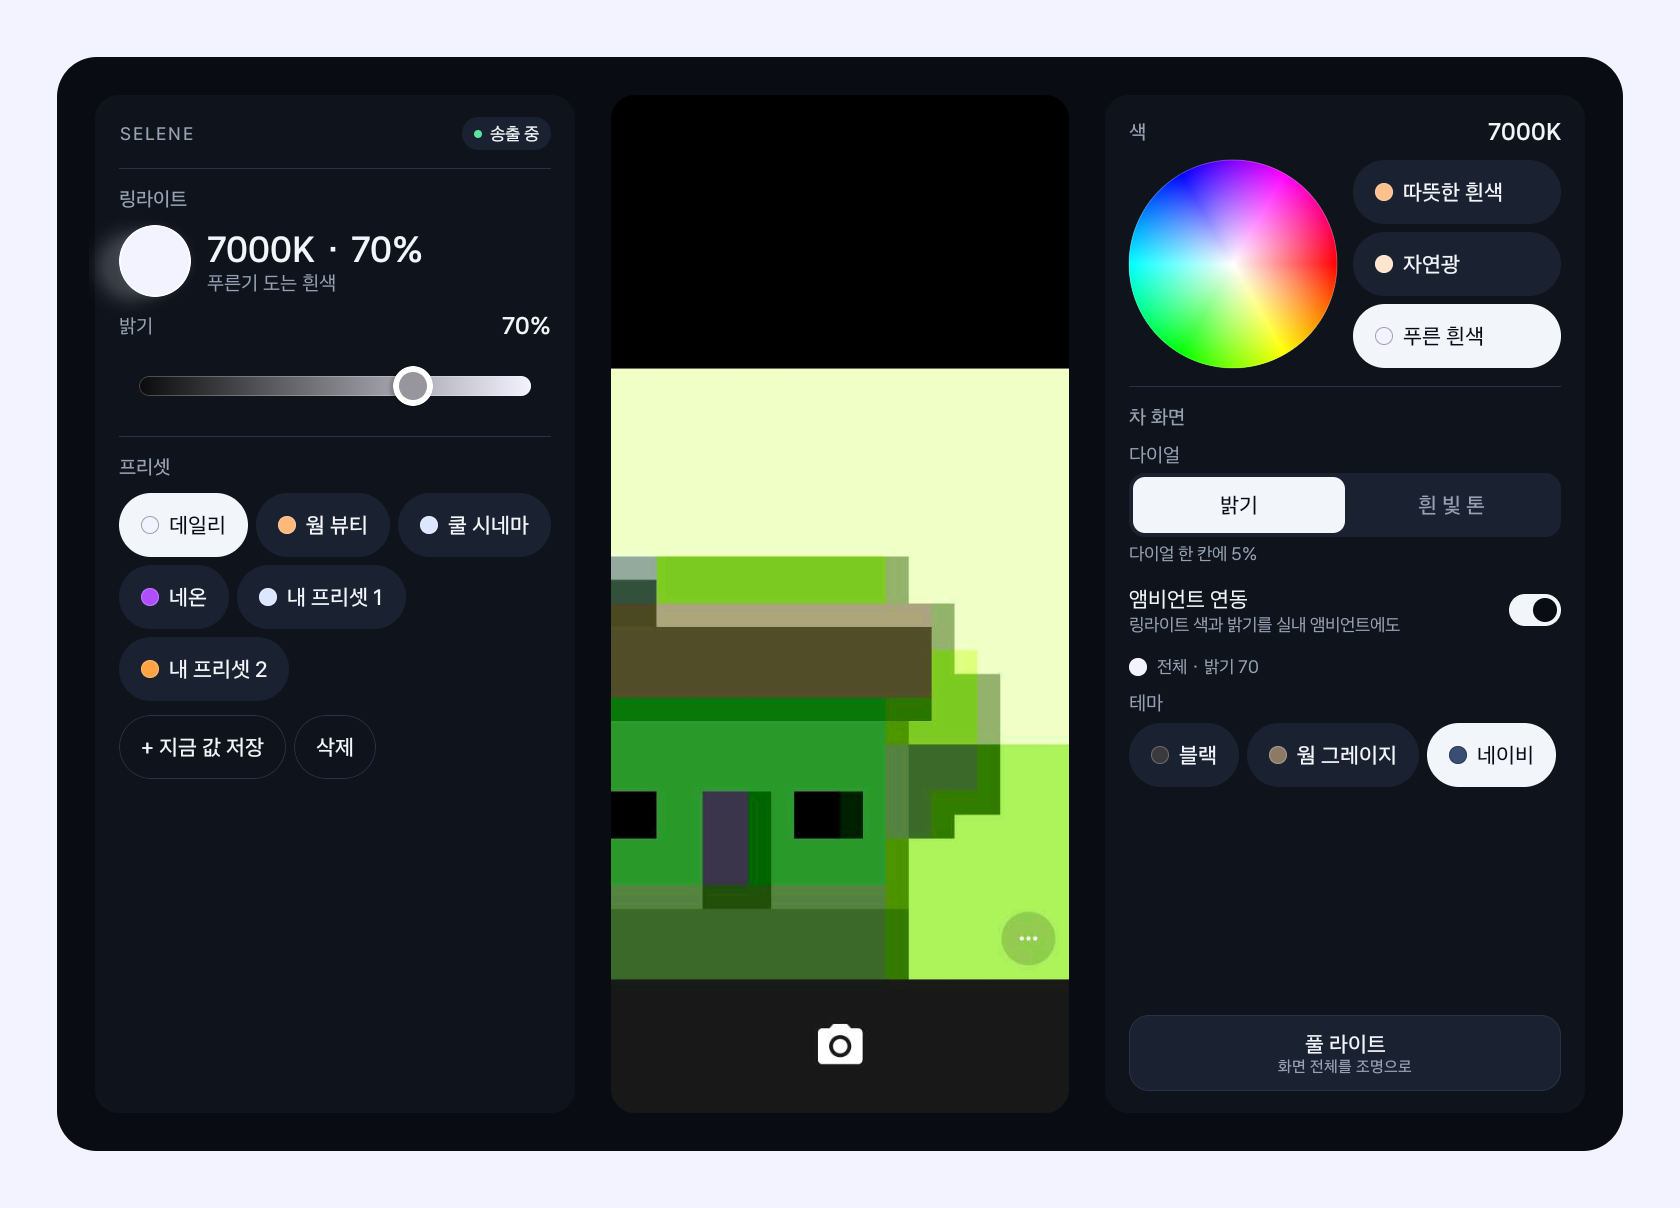 SELENE
송출 중
링라이트
7000K · 70%
푸른기 도는 흰색
밝기
70%
프리셋
데일리
웜 뷰티
쿨 시네마
네온
내 프리셋 1
내 프리셋 2
+ 지금 값 저장
삭제
색
7000K
따뜻한 흰색
자연광
푸른 흰색
차 화면
다이얼
밝기
흰 빛 톤
다이얼 한 칸에 5%
앰비언트 연동
링라이트 색과 밝기를 실내 앰비언트에도
전체 · 밝기 70
테마
블랙
웜 그레이지
네이비
풀 라이트
화면 전체를 조명으로